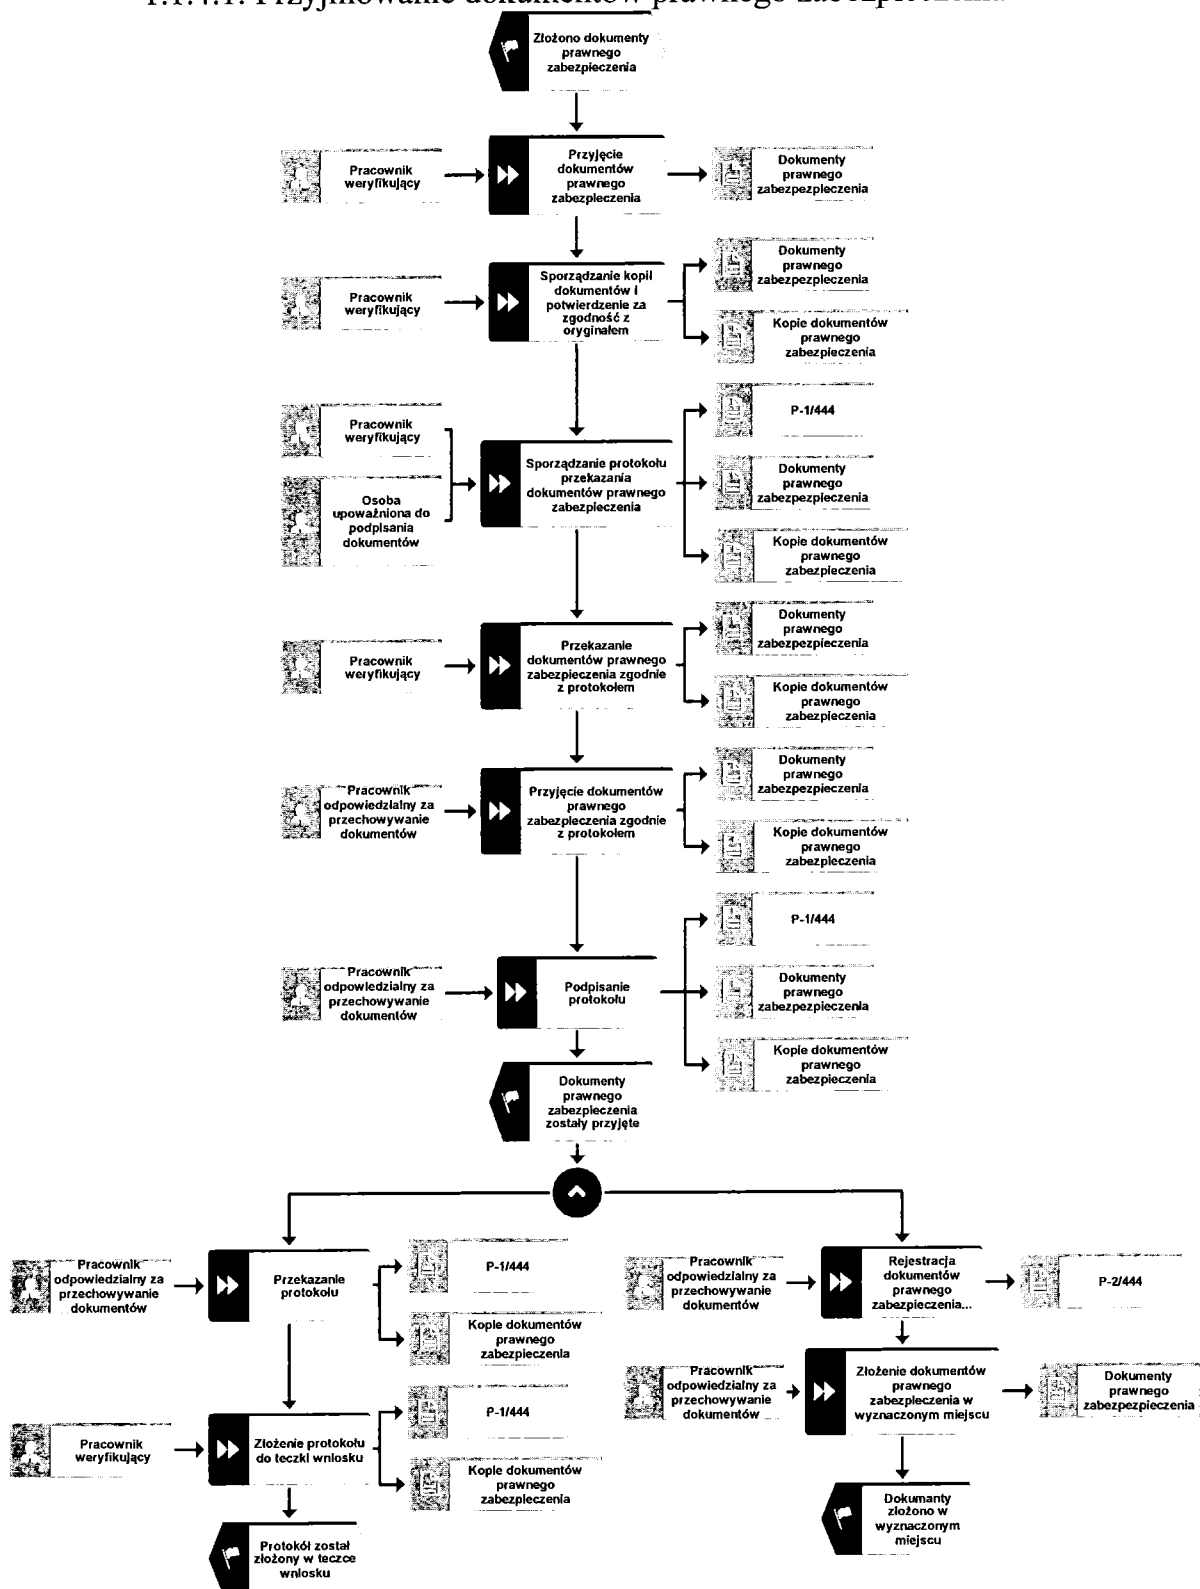 1.1.4.1. Przyjmowanie dokumentów prawnego zabezpieczenia
Złożono dokumenty
prawnego
zabezpieczenia
Pracownik
weryfikujący
Przyjęcie
dokumentów
prawnego
zabezpieczenia
Dokumenty
prawnego
zabezpezpieczenia
Pracownik
weryfikujący
Sporządzanie kopii
dokumentów i
potwierdzenie za
zgodność z
oryginałem
Dokumenty
prawnego
zabezpezpieczenia
Kopie dokumentów
prawnego
zabezpieczenia
Pracownik
weryfikujący
Osoba
upoważniona do
podpisania
dokumentów
Sporządzanie protokołu
przekazania
dokumentów prawnego
zabezpieczenia
P-1/444
Dokumenty
prawnego
zabezpezpieczenia
Kopie dokumentów
prawnego
zabezpieczenia
Pracownik
weryfikujący
Przekazanie
dokumentów prawnego
zabezpieczenia zgodnie
z protokołem
Dokumenty
prawnego
zabezpezpieczenia
Kopie dokumentów
prawnego
zabezpieczenia
Pracownik
odpowiedzialny za
przechowywanie
dokumentów
Przyjęcie dokumentów
prawnego
zabezpieczenia zgodnie
z protokołem
Dokumenty
prawnego
zabezpezpieczenia
Kopie dokumentów
prawnego
zabezpieczenia
Pracownik
odpowiedzialny za
przechowywanie
dokumentów
Podpisanie
protokołu
P-1/444
Dokumenty
prawnego
zabezpezpieczenia
Kopie dokumentów
prawnego
zabezpieczenia
Dokumenty
prawnego
zabezpieczenia
zostały przyjęte
Pracownik
odpowiedzialny za
przechowywanie
dokumentów
Przekazanie
protokołu
P-1/444
Kopie dokumentów
prawnego
zabezpieczenia
Pracownik
weryfikujący
Złożenie protokołu
do teczki wniosku
P-1/444
Kopie dokumentów
prawnego
zabezpieczenia
Protokół został
złożony w teczce
wniosku
Pracownik
odpowiedzialny za
przechowywanie
dokumentów
Rejestracja
dokumentów
prawnego
zabezpieczenia...
P-2/444
Pracownik
odpowiedzialny za
przechowywanie
dokumentów
Złożenie dokumentów
prawnego
zabezpieczenia w
wyznaczonym miejscu
Dokumenty
prawnego
zabezpezpieczenia
Dokumanty
złożono w
wyznaczonym
miejscu